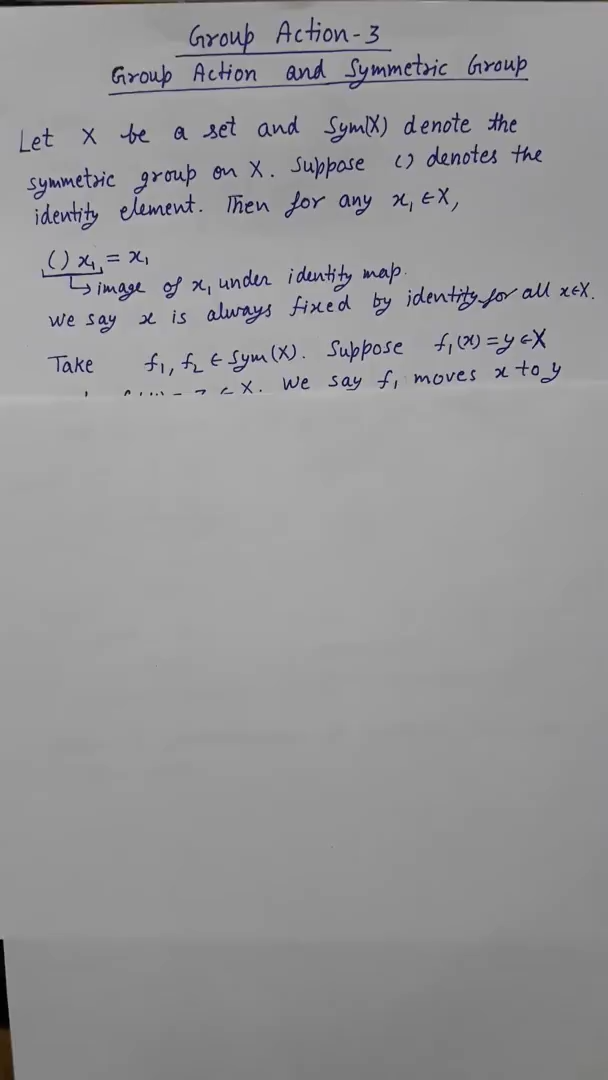 Group Action-3
Group Action and Symmetric Group
Let X be a set and Sym(X) denote the
symmetric group on X. Suppose () denotes the
identity element. Then for any x₁ ∈ X,
() x₁ = x₁
↳ image of x₁ under identity map.
We say x is always fixed by identity for all x∈X.
Take f₁, f₂ ∈ Sym(X). Suppose f₁(x) = y ∈ X
∈ X. We say f₁ moves x to y